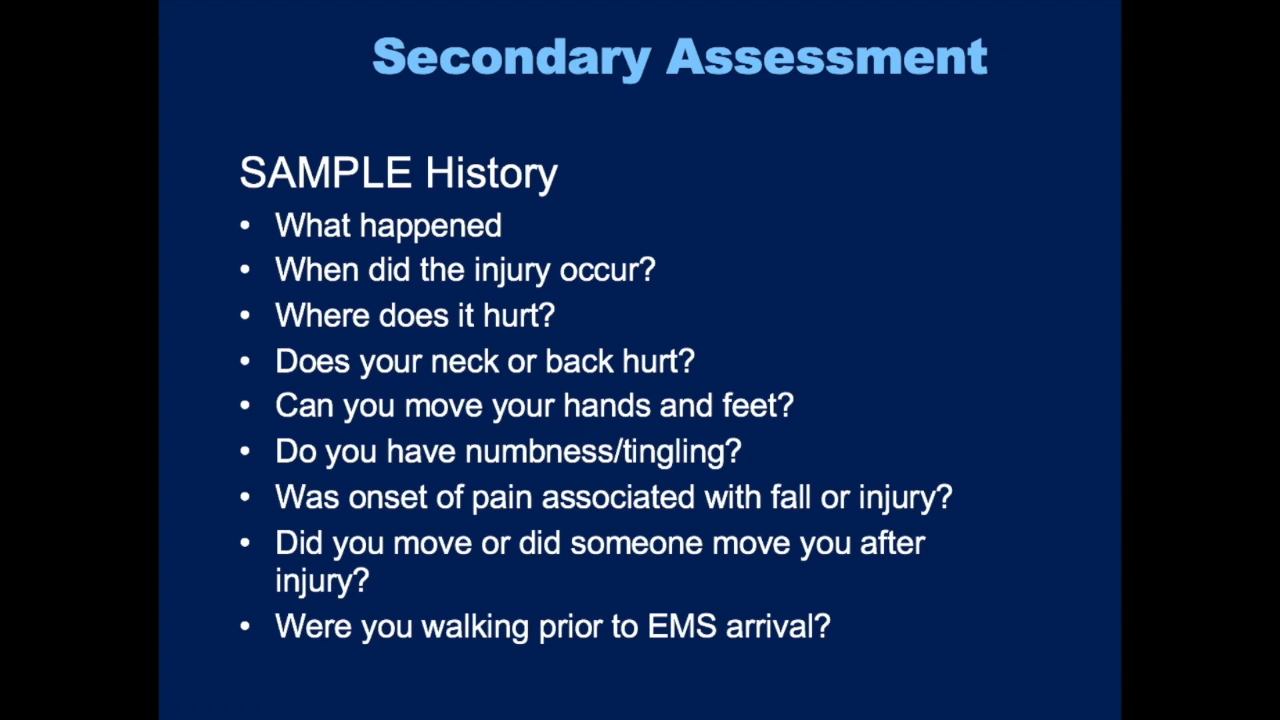 Secondary Assessment
SAMPLE History
• What happened
• When did the injury occur?
• Where does it hurt?
• Does your neck or back hurt?
• Can you move your hands and feet?
• Do you have numbness/tingling?
• Was onset of pain associated with fall or injury?
• Did you move or did someone move you after
injury?
• Were you walking prior to EMS arrival?